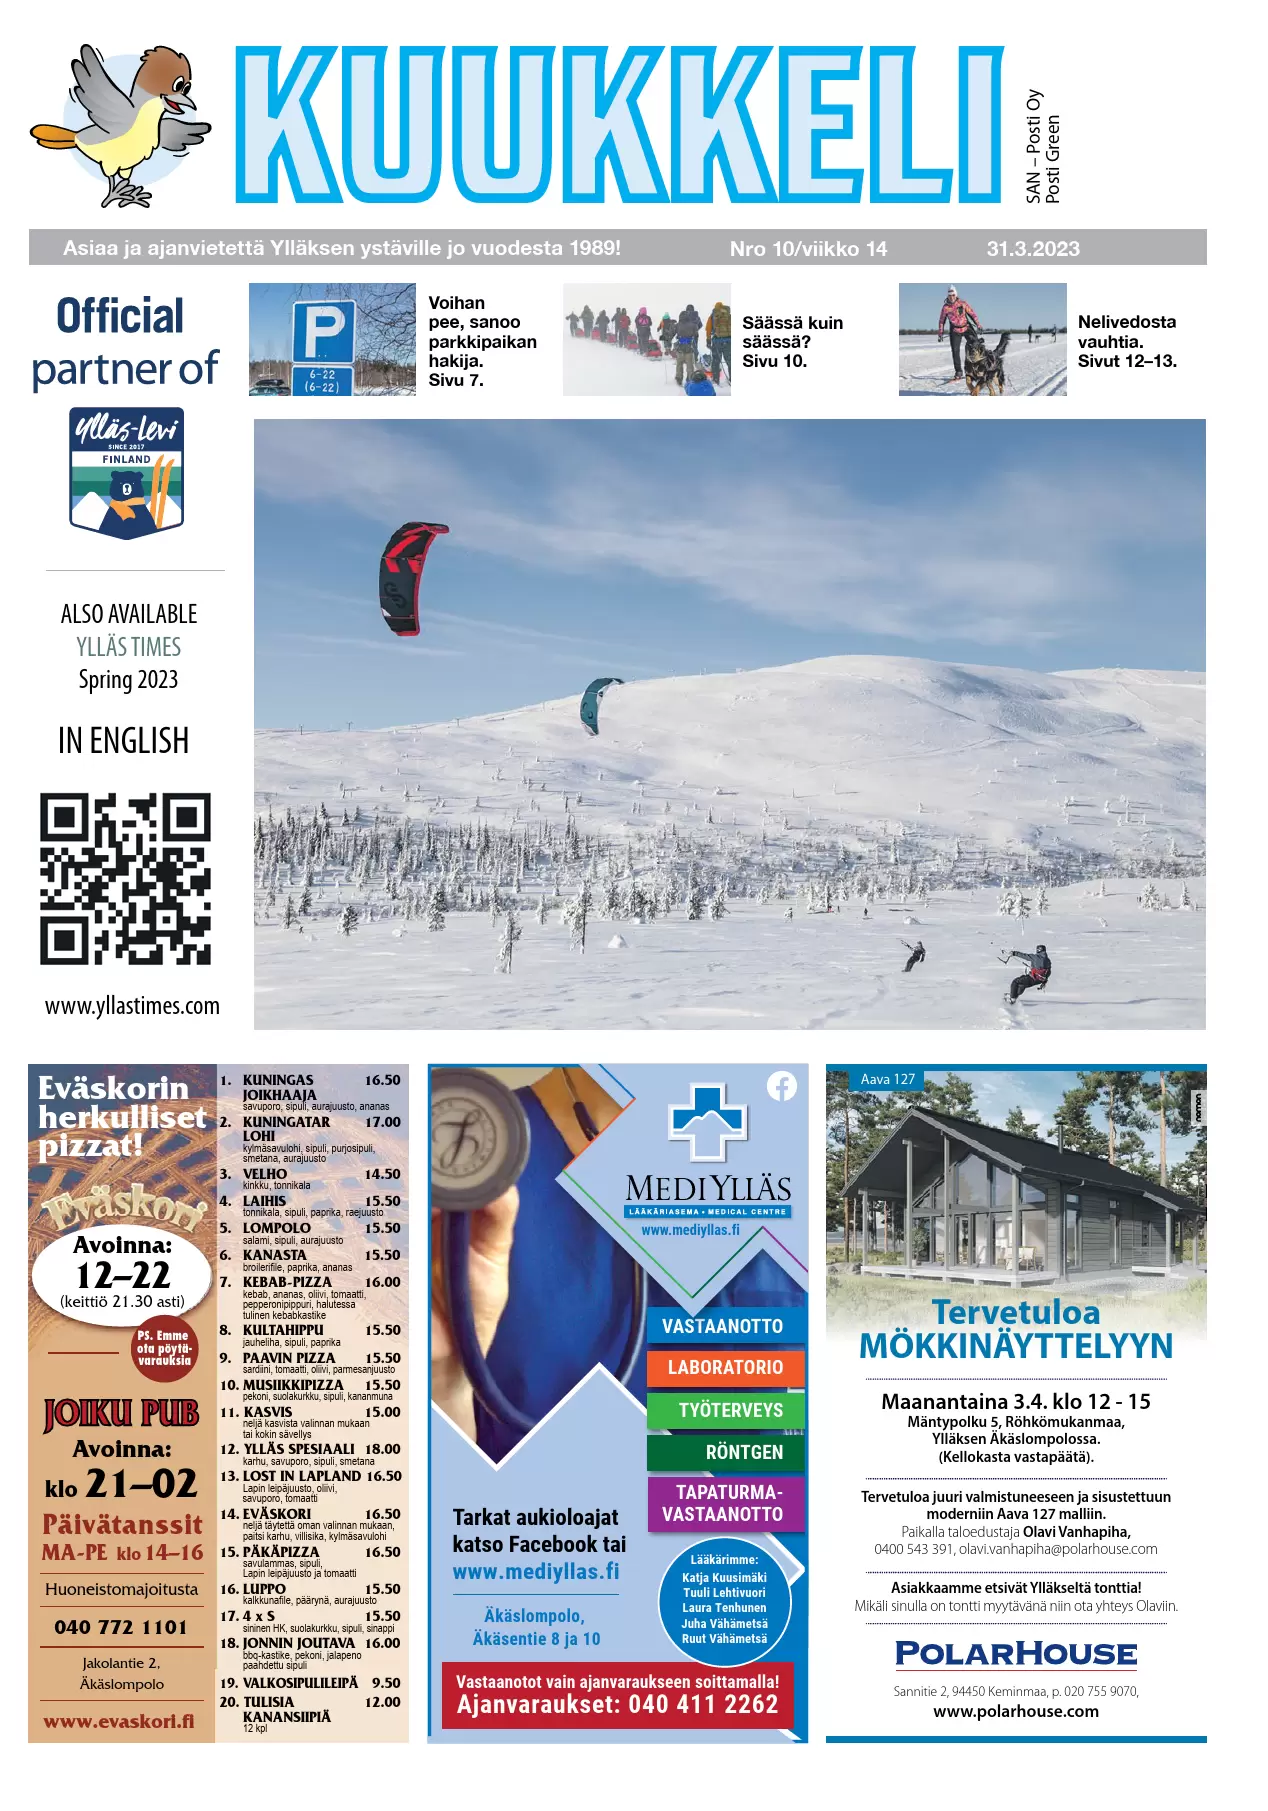 KUUKKELI
SAN – Posti Oy
Posti Green
Asiaa ja ajanvietettä Ylläksen ystäville jo vuodesta 1989!
Nro 10/viikko 14
31.3.2023
Official
partner of
Ylläs-Levi
SINCE 2017
FINLAND
P
6-22
(6-22)
Voihan
pee, sanoo
parkkipaikan
hakija.
Sivu 7.
Säässä kuin
säässä?
Sivu 10.
Nelivedosta
vauhtia.
Sivut 12–13.
ALSO AVAILABLE
YLLÄS TIMES
Spring 2023
IN ENGLISH
www.yllastimes.com
Eväskorin
herkulliset
pizzat!
Eväskori
Avoinna:
12–22
(keittiö 21.30 asti)
PS. Emme
ota pöytä-
varauksia
JOIKU PUB
Avoinna:
klo 21–02
Päivätanssit
MA-PE klo 14–16
Huoneistomajoitusta
040 772 1101
Jakolantie 2,
Äkäslompolo
www.evaskori.fi
1. KUNINGAS 16.50
JOIKHAAJA
savuporo, sipuli, aurajuusto, ananas
2. KUNINGATAR 17.00
LOHI
kylmäsavulohi, sipuli, purjosipuli,
smetana, aurajuusto
3. VELHO 14.50
kinkku, tonnikala
4. LAIHIS 15.50
tonnikala, sipuli, paprika, raejuusto
5. LOMPOLO 15.50
salami, sipuli, aurajuusto
6. KANASTA 15.50
broilerifile, paprika, ananas
7. KEBAB-PIZZA 16.00
kebab, ananas, oliivi, tomaatti,
pepperonipippuri, halutessa
tulinen kebabkastike
8. KULTAHIPPU 15.50
jauheliha, sipuli, paprika
9. PAAVIN PIZZA 15.50
sardiini, tomaatti, oliivi, parmesanjuusto
10. MUSIIKKIPIZZA 15.50
pekoni, suolakurkku, sipuli, kananmuna
11. KASVIS 15.00
neljä kasvista valinnan mukaan
tai kokin sävellys
12. YLLÄS SPESIAALI 18.00
karhu, savuporo, sipuli, smetana
13. LOST IN LAPLAND 16.50
Lapin leipäjuusto, oliivi,
savuporo, tomaatti
14. EVÄSKORI 16.50
neljä täytettä oman valinnan mukaan,
paitsi karhu, villisika, kylmäsavulohi
15. PÄKÄPIZZA 16.50
savulammas, sipuli,
Lapin leipäjuusto ja tomaatti
16. LUPPO 15.50
kalkkunafile, päärynä, aurajuusto
17. 4 x S 15.50
sininen HK, suolakurkku, sipuli, sinappi
18. JONNIN JOUTAVA 16.00
bbq-kastike, pekoni, jalapeno
paahdettu sipuli
19. VALKOSIPULILEIPÄ 9.50
20. TULISIA 12.00
KANANSIIPIÄ
12 kpl
MEDIYLLÄS
LÄÄKÄRIASEMA • MEDICAL CENTRE
www.mediyllas.fi
VASTAANOTTO
LABORATORIO
TYÖTERVEYS
RÖNTGEN
TAPATURMA-
VASTAANOTTO
Tarkat aukioloajat
katso Facebook tai
www.mediyllas.fi
Äkäslompolo,
Äkäsentie 8 ja 10
Lääkärimme:
Katja Kuusimäki
Tuuli Lehtivuori
Laura Tenhunen
Juha Vähämetsä
Ruut Vähämetsä
Vastaanotot vain ajanvaraukseen soittamalla!
Ajanvaraukset: 040 411 2262
Aava 127
Tervetuloa
MÖKKINÄYTTELYYN
Maanantaina 3.4. klo 12 - 15
Mäntypolku 5, Röhkömukanmaa,
Ylläksen Äkäslompolossa.
(Kellokasta vastapäätä).
Tervetuloa juuri valmistuneeseen ja sisustettuun
moderniin Aava 127 malliin.
Paikalla taloedustaja Olavi Vanhapiha,
0400 543 391, olavi.vanhapiha@polarhouse.com
Asiakkaamme etsivät Ylläkseltä tonttia!
Mikäli sinulla on tontti myytävänä niin ota yhteys Olaviin.
POLARHOUSE
Sannitie 2, 94450 Keminmaa, p. 020 755 9070,
www.polarhouse.com